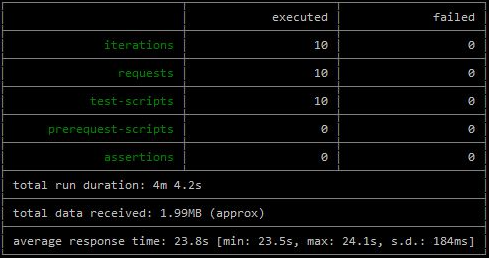 executed failed
iterations 10 0
requests 10 0
test-scripts 10 0
prerequest-scripts 0 0
assertions 0 0
total run duration: 4m 4.2s
total data received: 1.99MB (approx)
average response time: 23.8s [min: 23.5s, max: 24.1s, s.d.: 184ms]